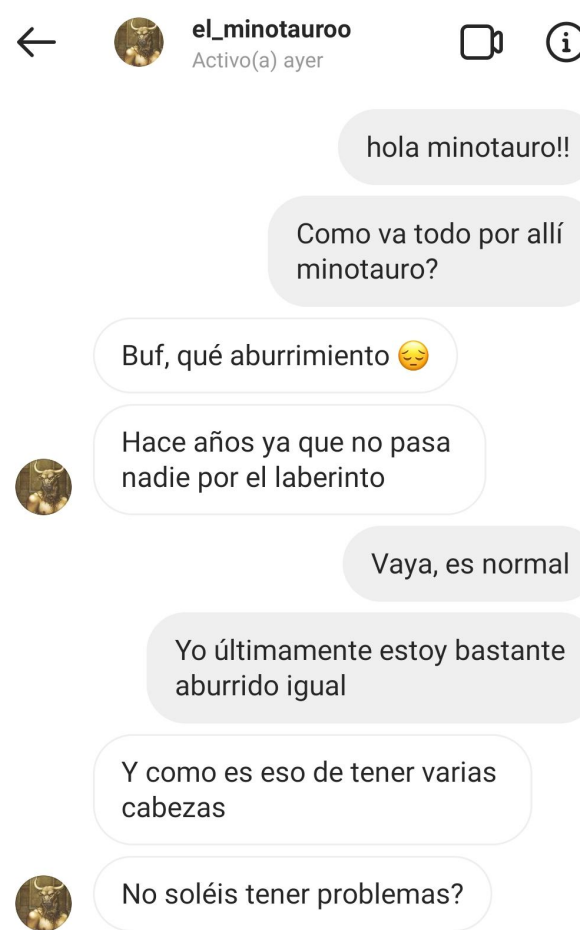 el_minotauroo
Activo(a) ayer
hola minotauro!!
Como va todo por allí
minotauro?
Buf, qué aburrimiento 😔
Hace años ya que no pasa
nadie por el laberinto
Vaya, es normal
Yo últimamente estoy bastante
aburrido igual
Y como es eso de tener varias
cabezas
No soléis tener problemas?